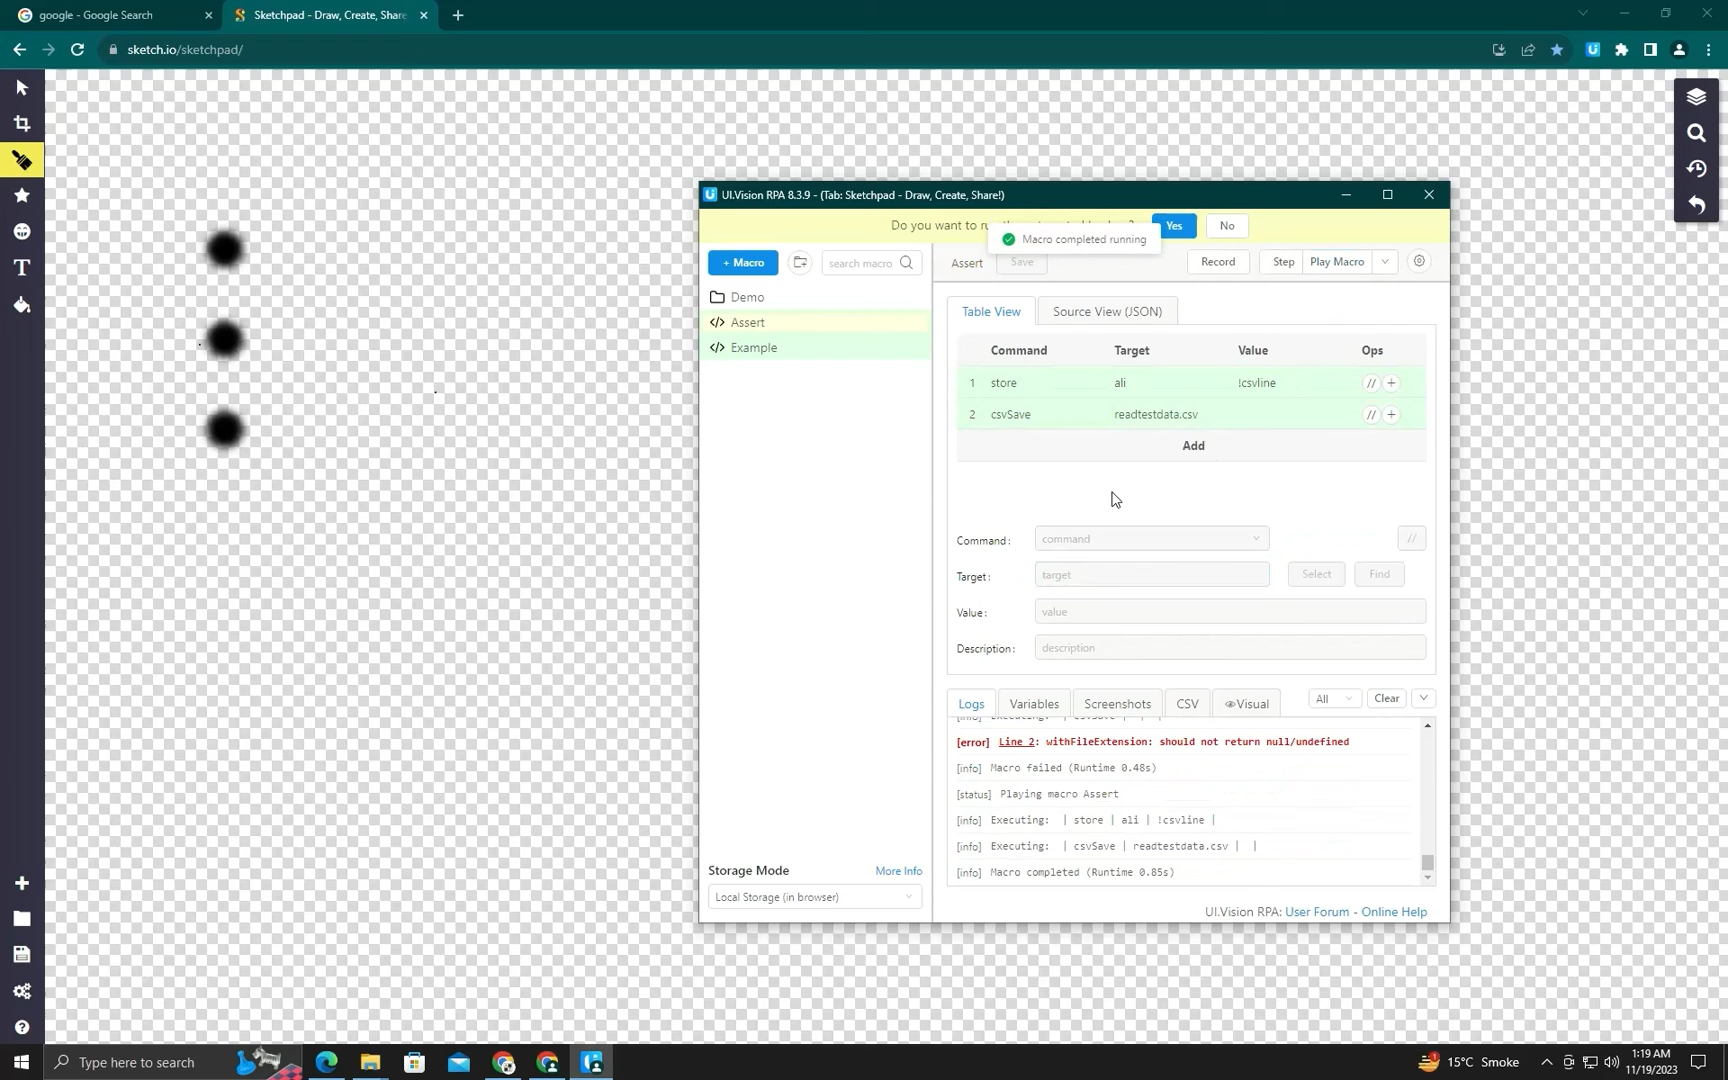 google - Google Search
Sketchpad - Draw, Create, Share
sketch.io/sketchpad/
UI.Vision RPA 8.3.9 - (Tab: Sketchpad - Draw, Create, Share!)
Do you want to
Yes
No
Macro completed running
+ Macro
search macro
Assert
Save
Record
Step
Play Macro
Demo
Assert
Example
Table View
Source View (JSON)
Command Target Value Ops
1 store ali !csvline // +
2 csvSave readtestdata.csv // +
Add
Command: command //
Target: target Select Find
Value: value
Description: description
Logs Variables Screenshots CSV Visual All Clear
[info] Executing: | csvSave | | |
[error] Line 2: withFileExtension: should not return null/undefined
[info] Macro failed (Runtime 0.48s)
[status] Playing macro Assert
[info] Executing: | store | ali | !csvline |
[info] Executing: | csvSave | readtestdata.csv | |
[info] Macro completed (Runtime 0.85s)
Storage Mode
More Info
Local Storage (in browser)
UI.Vision RPA: User Forum - Online Help
T
Type here to search
15°C Smoke
1:19 AM
11/19/2023